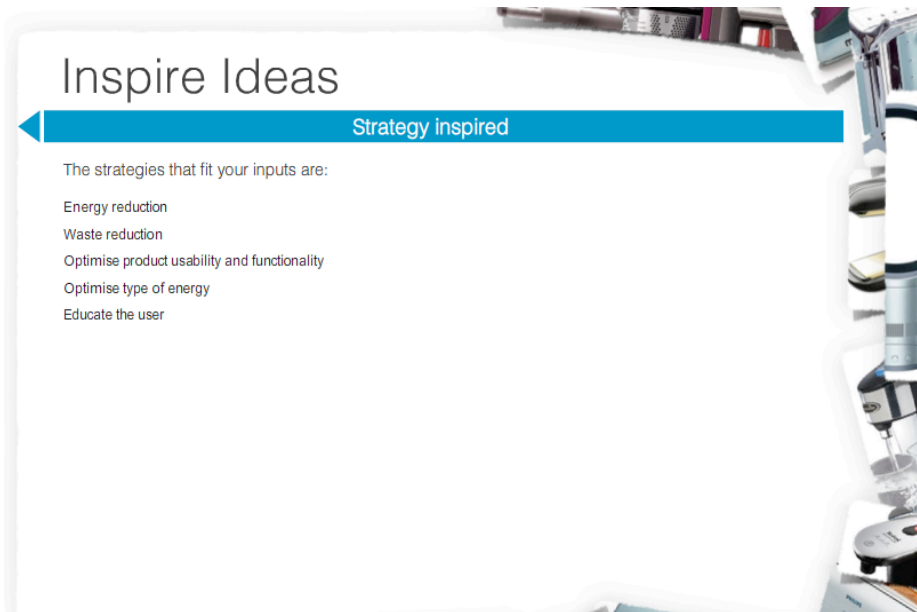 Inspire Ideas
Strategy inspired
The strategies that fit your inputs are:
Energy reduction
Waste reduction
Optimise product usability and functionality
Optimise type of energy
Educate the user